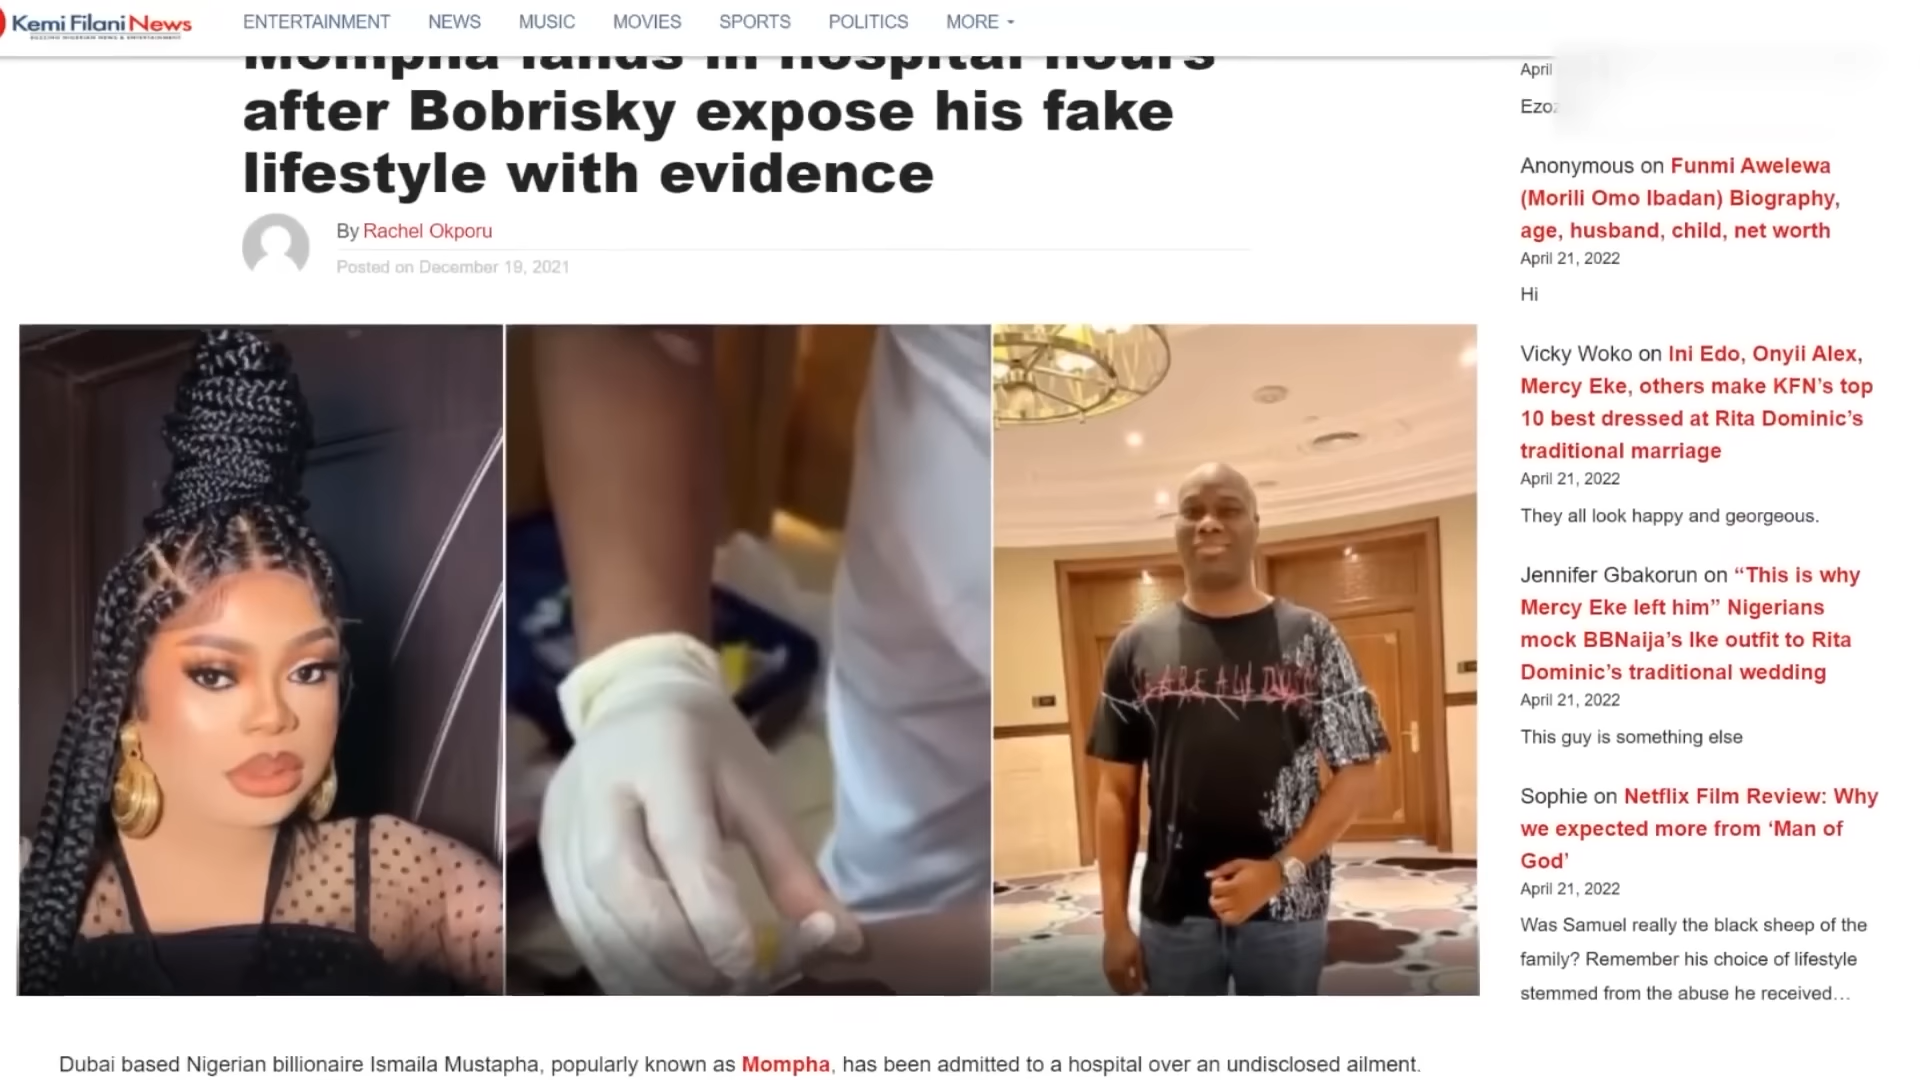 Kemi Filani News
ENTERTAINMENT NEWS MUSIC MOVIES SPORTS POLITICS MORE
Mompha lands in hospital hours
after Bobrisky expose his fake
lifestyle with evidence
By Rachel Okporu
Posted on December 19, 2021
Dubai based Nigerian billionaire Ismaila Mustapha, popularly known as Mompha, has been admitted to a hospital over an undisclosed ailment.
April
Anonymous on Funmi Awelewa
(Morili Omo Ibadan) Biography,
age, husband, child, net worth
April 21, 2022
Hi
Vicky Woko on Ini Edo, Onyii Alex,
Mercy Eke, others make KFN’s top
10 best dressed at Rita Dominic’s
traditional marriage
April 21, 2022
They all look happy and georgeous.
Jennifer Gbakorun on “This is why
Mercy Eke left him” Nigerians
mock BBNaija’s Ike outfit to Rita
Dominic’s traditional wedding
April 21, 2022
This guy is something else
Sophie on Netflix Film Review: Why
we expected more from ‘Man of
God’
April 21, 2022
Was Samuel really the black sheep of the
family? Remember his choice of lifestyle
stemmed from the abuse he received…